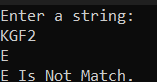 Enter a string:
KGF2
E
E Is Not Match.